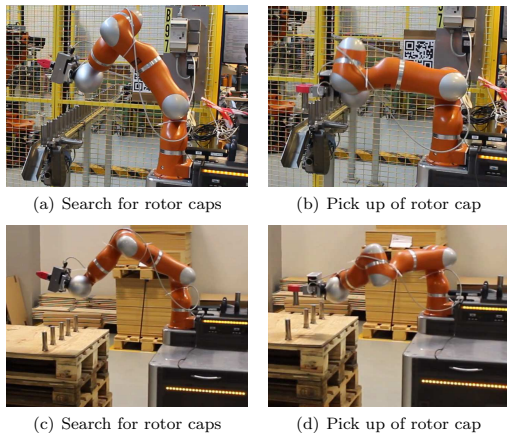 (a) Search for rotor caps
(b) Pick up of rotor cap
(c) Search for rotor caps
(d) Pick up of rotor cap